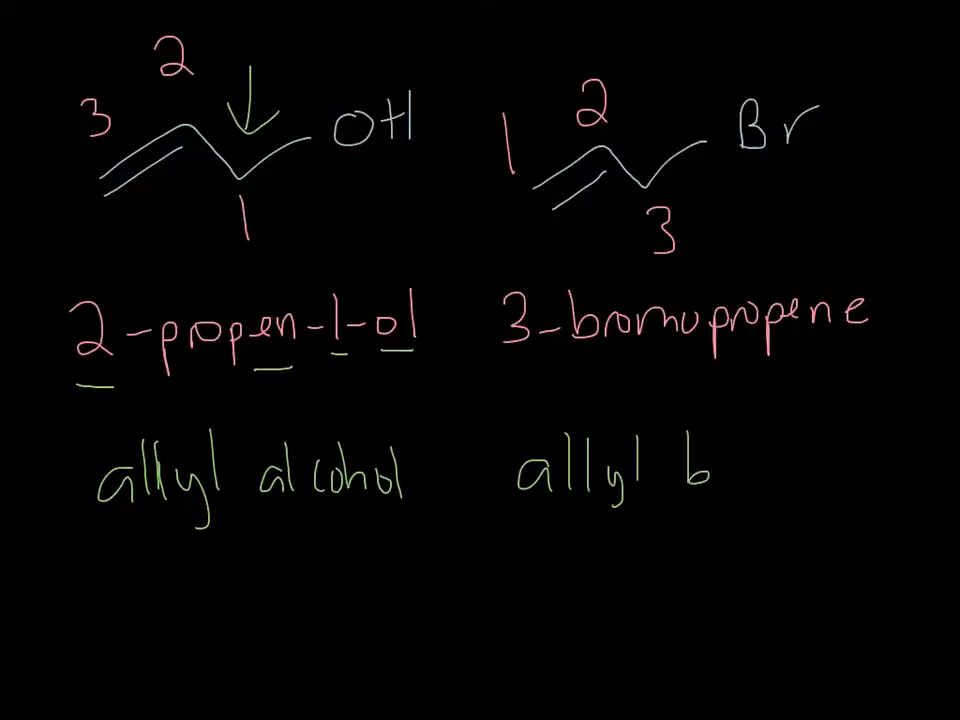 2
3
OH
1
2-propen-1-ol
allyl alcohol
2
1
Br
3
3-bromopropene
allyl b